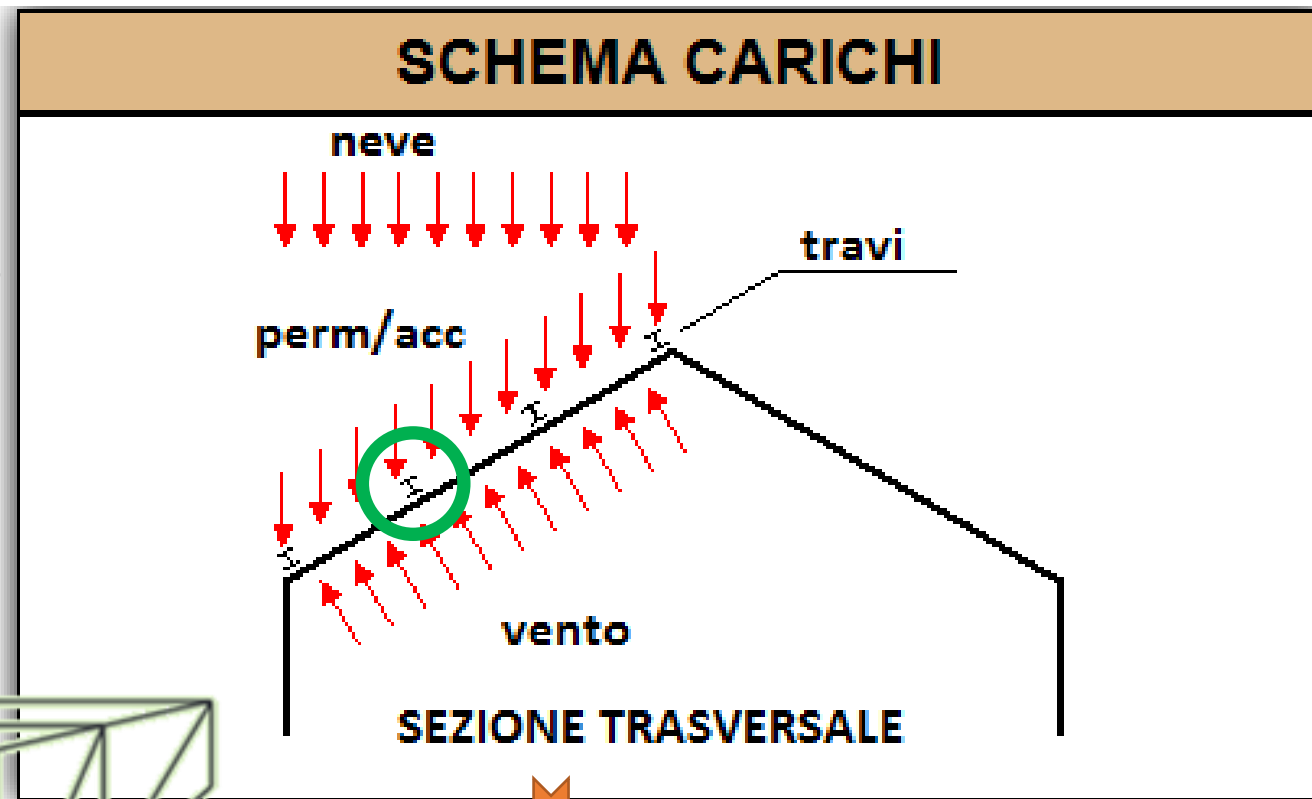 SCHEMA CARICHI
neve
travi
perm/acc
vento
SEZIONE TRASVERSALE